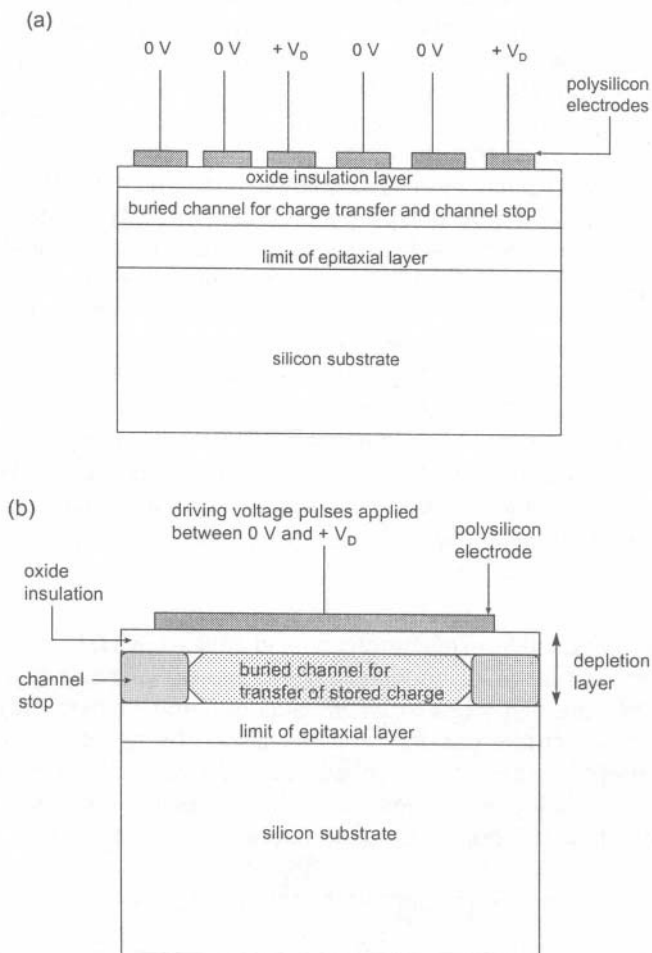 (a)
0 V 0 V + V_D 0 V 0 V + V_D
polysilicon
electrodes
oxide insulation layer
buried channel for charge transfer and channel stop
limit of epitaxial layer
silicon substrate
(b)
driving voltage pulses applied
between 0 V and + V_D
polysilicon
electrode
oxide
insulation
channel
stop
buried channel for
transfer of stored charge
depletion
layer
limit of epitaxial layer
silicon substrate